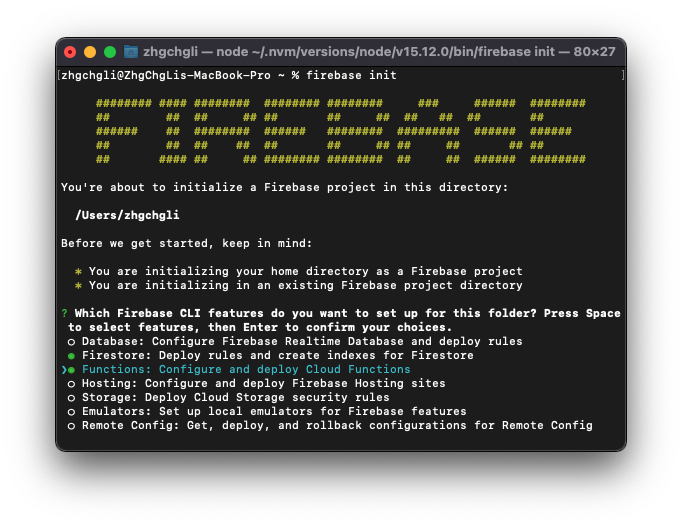 zhgchgli — node ~/.nvm/versions/node/v15.12.0/bin/firebase init — 80×27
[zhgchgli@ZhgChgLis-MacBook-Pro ~ % firebase init ]
FIREBASE
You're about to initialize a Firebase project in this directory:
/Users/zhgchgli
Before we get started, keep in mind:
* You are initializing your home directory as a Firebase project
* You are initializing in an existing Firebase project directory
? Which Firebase CLI features do you want to set up for this folder? Press Space
to select features, then Enter to confirm your choices.
◯ Database: Configure Firebase Realtime Database and deploy rules
◉ Firestore: Deploy rules and create indexes for Firestore
❯◉ Functions: Configure and deploy Cloud Functions
◯ Hosting: Configure and deploy Firebase Hosting sites
◯ Storage: Deploy Cloud Storage security rules
◯ Emulators: Set up local emulators for Firebase features
◯ Remote Config: Get, deploy, and rollback configurations for Remote Config